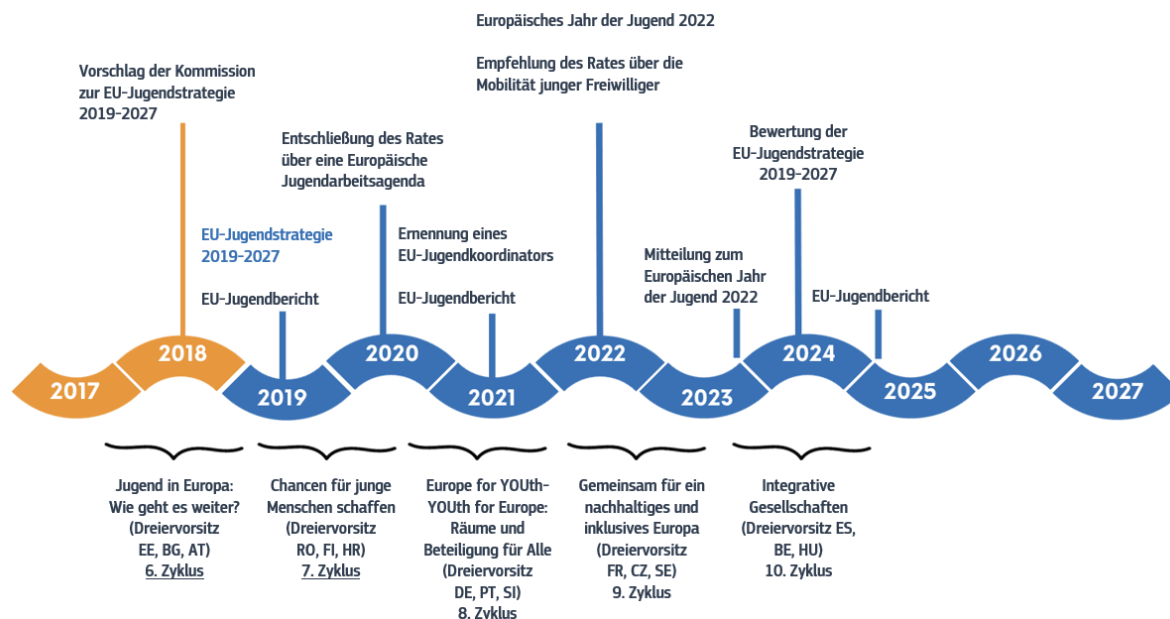 Europäisches Jahr der Jugend 2022
Empfehlung des Rates über die
Mobilität junger Freiwilliger
Vorschlag der Kommission
zur EU-Jugendstrategie
2019-2027
Entschließung des Rates
über eine Europäische
Jugendarbeitsagenda
Bewertung der
EU-Jugendstrategie
2019-2027
EU-Jugendstrategie
2019-2027
EU-Jugendbericht
Ernennung eines
EU-Jugendkoordinators
EU-Jugendbericht
Mitteilung zum
Europäischen Jahr
der Jugend 2022
EU-Jugendbericht
2017
2018
2019
2020
2021
2022
2023
2024
2025
2026
2027
Jugend in Europa:
Wie geht es weiter?
(Dreiervorsitz
EE, BG, AT)
6. Zyklus
Chancen für junge
Menschen schaffen
(Dreiervorsitz
RO, FI, HR)
7. Zyklus
Europe for YOUth-
YOUth for Europe:
Räume und
Beteiligung für Alle
(Dreiervorsitz
DE, PT, SI)
8. Zyklus
Gemeinsam für ein
nachhaltiges und
inklusives Europa
(Dreiervorsitz
FR, CZ, SE)
9. Zyklus
Integrative
Gesellschaften
(Dreiervorsitz ES,
BE, HU)
10. Zyklus